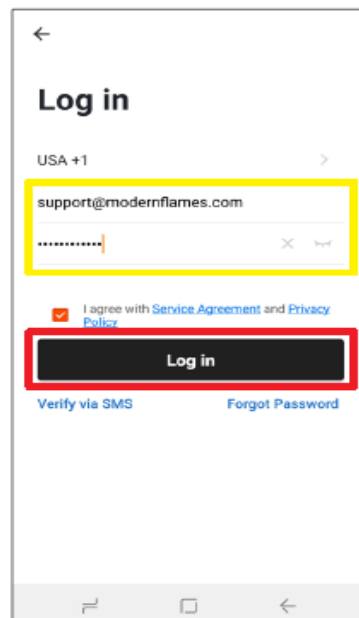 Log in
USA +1
support@modernflames.com
••••••••••••
I agree with Service Agreement and Privacy
Policy
Log in
Verify via SMS Forgot Password